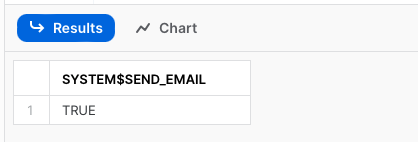 Results Chart
SYSTEM$SEND_EMAIL
1 TRUE